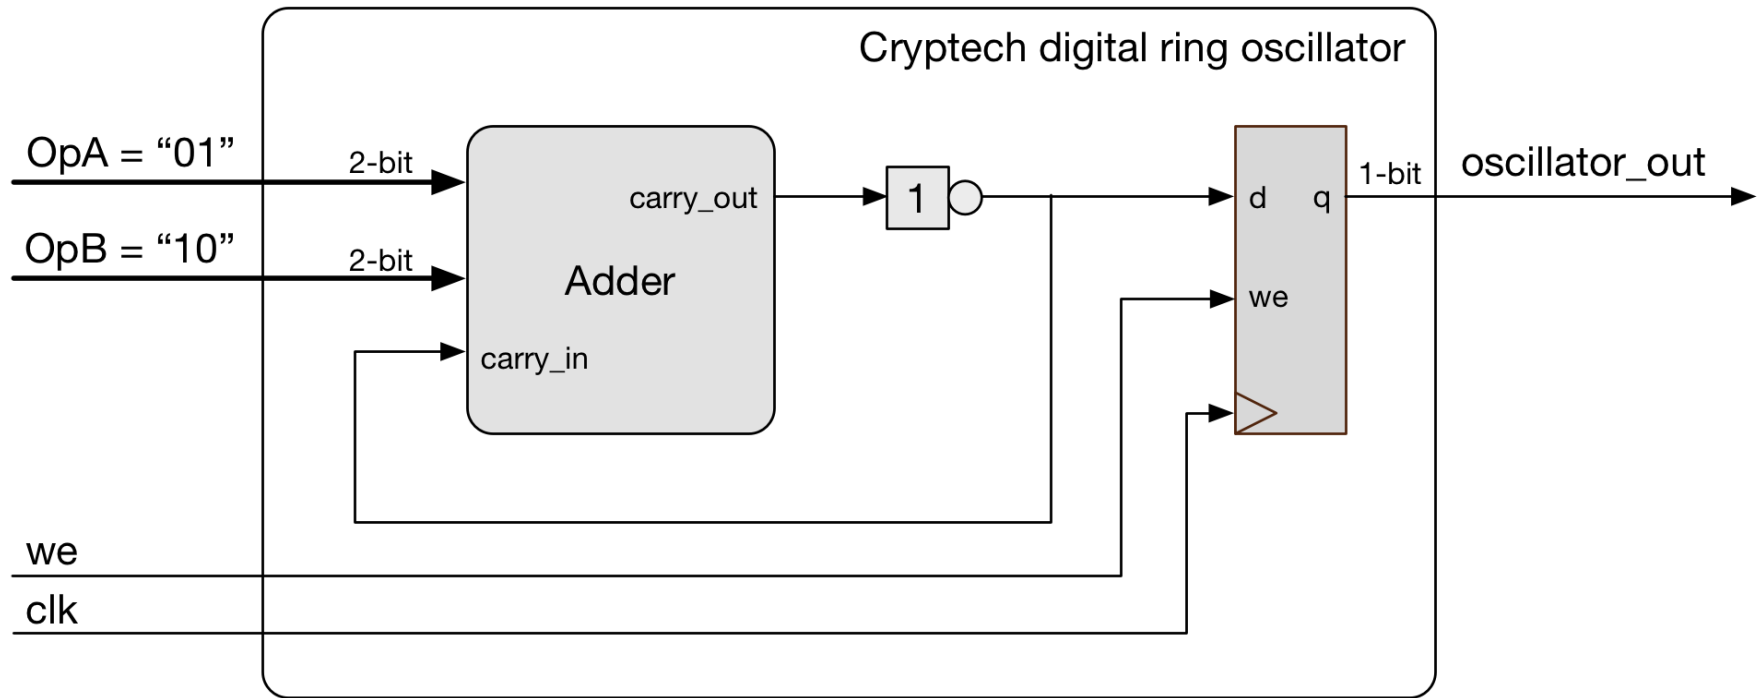 Cryptech digital ring oscillator
OpA = “01”
2-bit
OpB = “10”
2-bit
carry_out
Adder
carry_in
1
d
q
we
1-bit
oscillator_out
we
clk